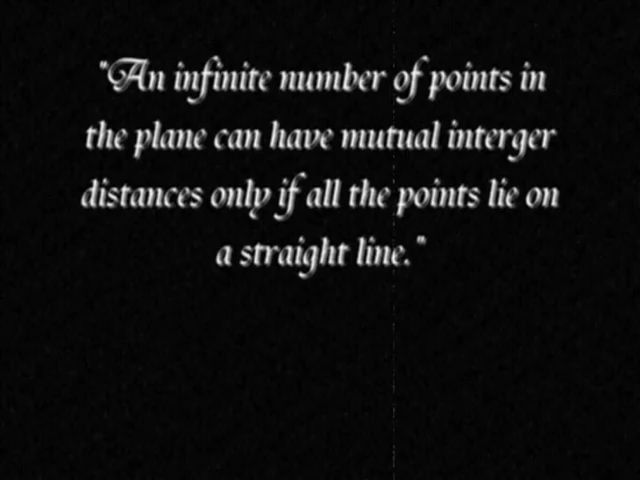 "An infinite number of points in
the plane can have mutual interger
distances only if all the points lie on
a straight line."